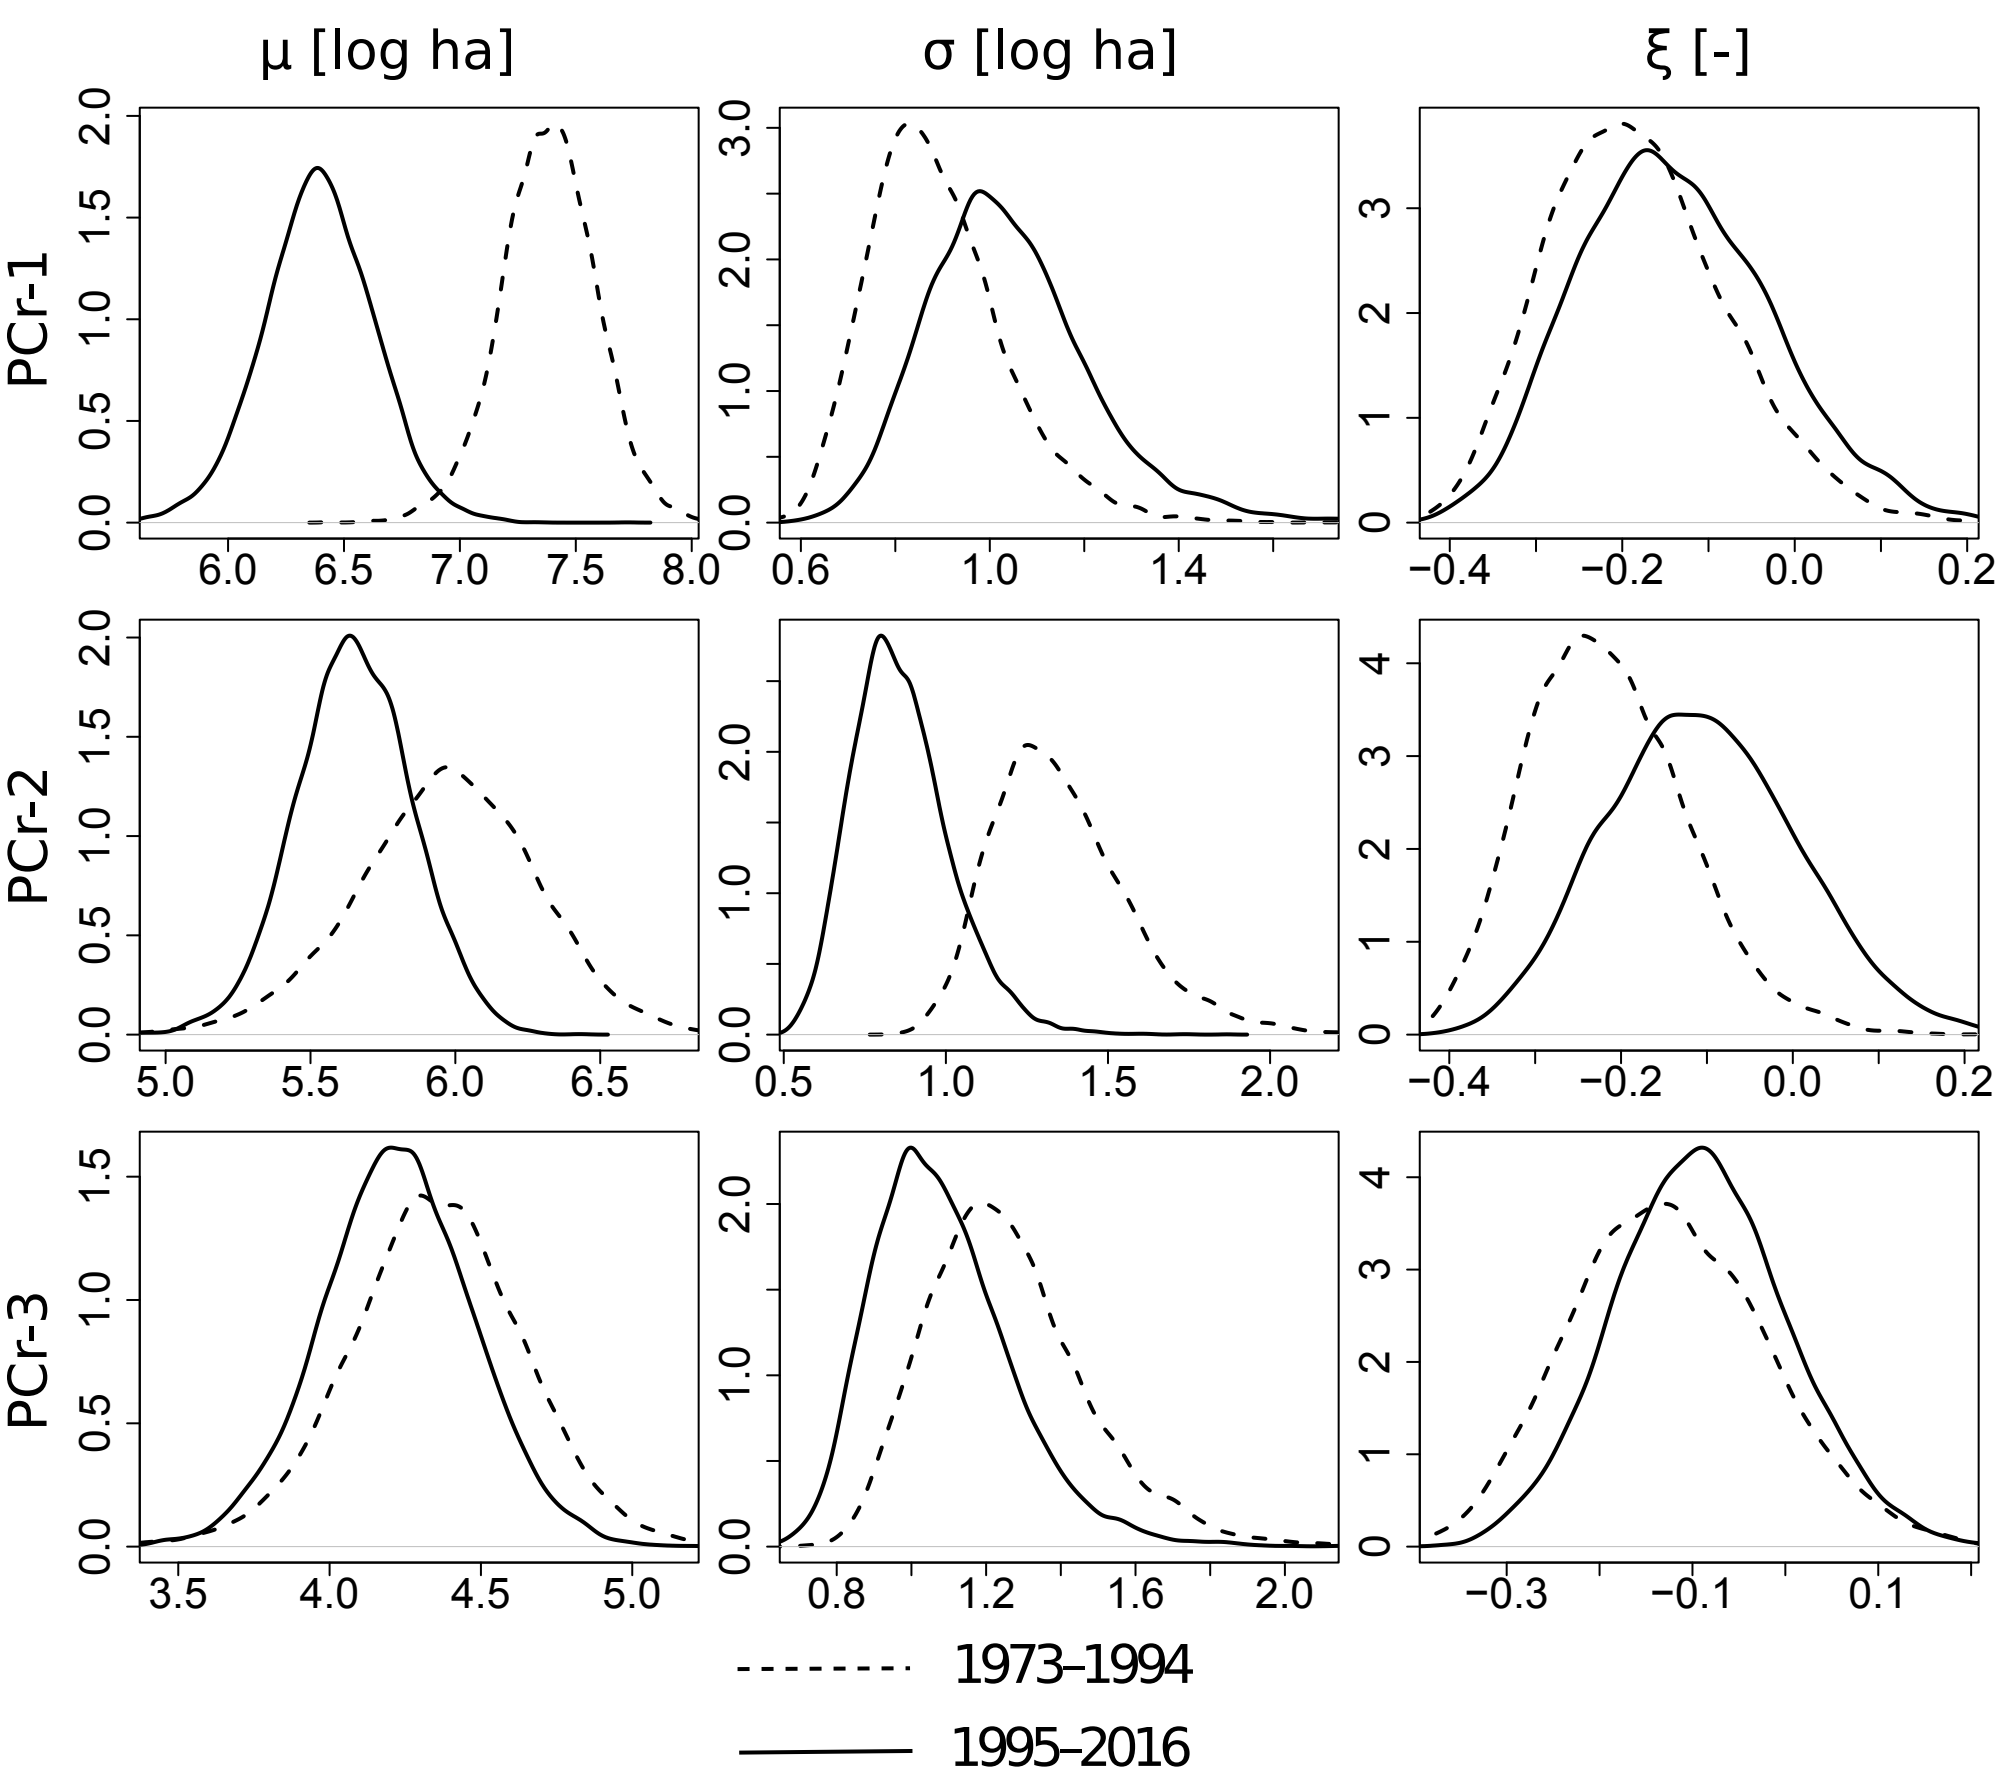 μ [log ha] σ [log ha] ξ [-]
PCr-1
0.0 0.5 1.0 1.5 2.0
6.0 6.5 7.0 7.5 8.0
0.0 1.0 2.0 3.0
0.6 1.0 1.4
0 1 2 3
−0.4 −0.2 0.0 0.2
PCr-2
0.0 0.5 1.0 1.5 2.0
5.0 5.5 6.0 6.5
0.0 1.0 2.0
0.5 1.0 1.5 2.0
0 1 2 3 4
−0.4 −0.2 0.0 0.2
PCr-3
0.0 0.5 1.0 1.5
3.5 4.0 4.5 5.0
0.0 1.0 2.0
0.8 1.2 1.6 2.0
0 1 2 3 4
−0.3 −0.1 0.1
1973–1994
1995–2016